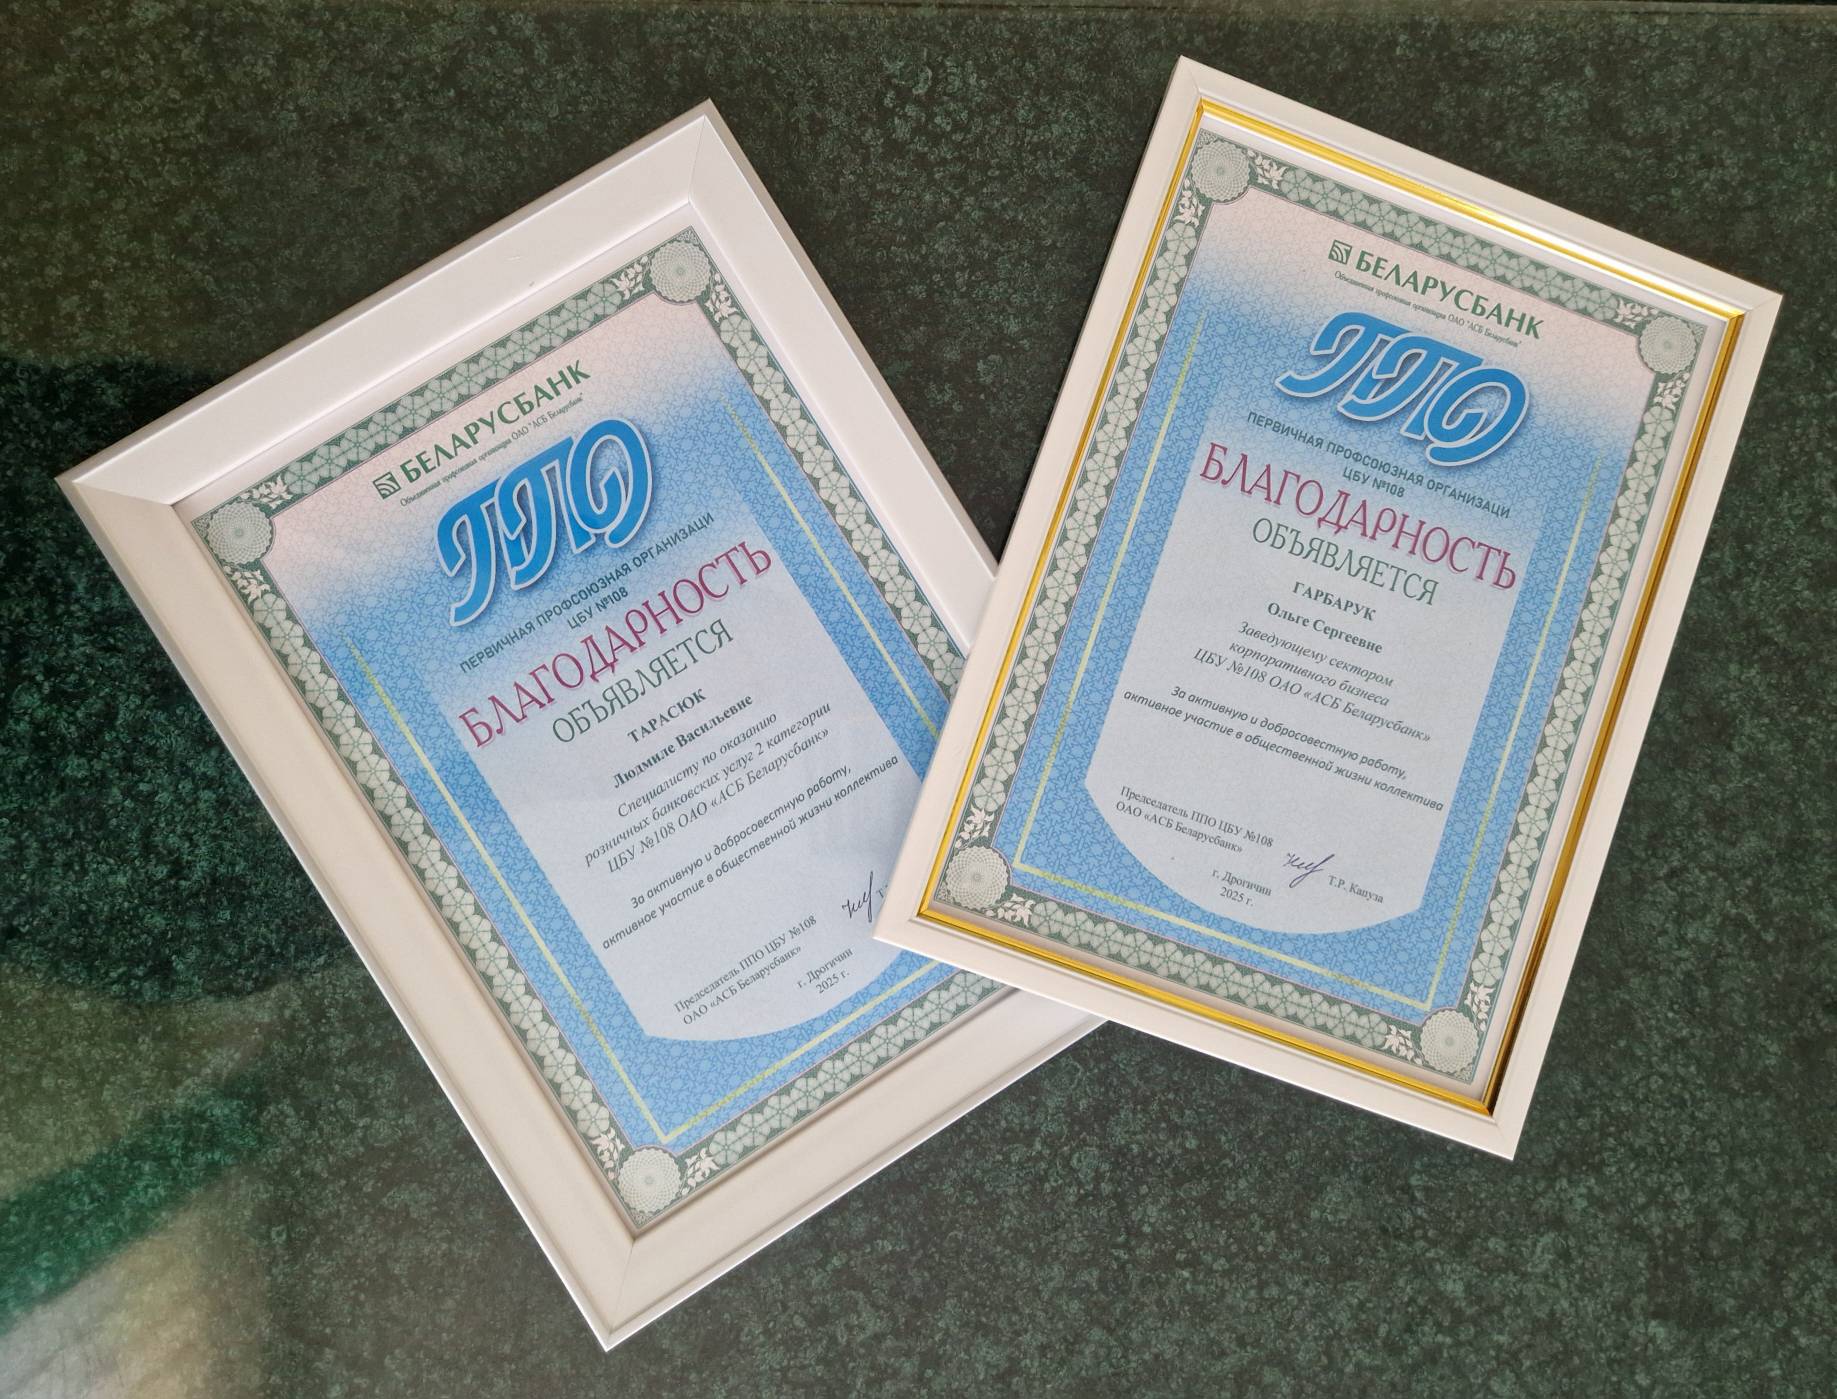 БЕЛАРУСБАНК
Объединенная профсоюзная организация ОАО "АСБ Беларусбанк"
ППО
ПЕРВИЧНАЯ ПРОФСОЮЗНАЯ ОРГАНИЗАЦИ
ЦБУ №108
БЛАГОДАРНОСТЬ
ОБЪЯВЛЯЕТСЯ
ТАРАСЮК
Людмиле Васильевне
Специалисту по оказанию
розничных банковских услуг 2 категории
ЦБУ №108 ОАО «АСБ Беларусбанк»
За активную и добросовестную работу,
активное участие в общественной жизни коллектива
Председатель ППО ЦБУ №108
ОАО «АСБ Беларусбанк»
Т.
г. Дрогичин
2025 г.
БЕЛАРУСБАНК
Объединенная профсоюзная организация ОАО "АСБ Беларусбанк"
ППО
ПЕРВИЧНАЯ ПРОФСОЮЗНАЯ ОРГАНИЗАЦИ
ЦБУ №108
БЛАГОДАРНОСТЬ
ОБЪЯВЛЯЕТСЯ
ГАРБАРУК
Ольге Сергеевне
Заведующему сектором
корпоративного бизнеса
ЦБУ №108 ОАО «АСБ Беларусбанк»
За активную и добросовестную работу,
активное участие в общественной жизни коллектива
Председатель ППО ЦБУ №108
ОАО «АСБ Беларусбанк»
Т.Р. Капуза
г. Дрогичин
2025 г.